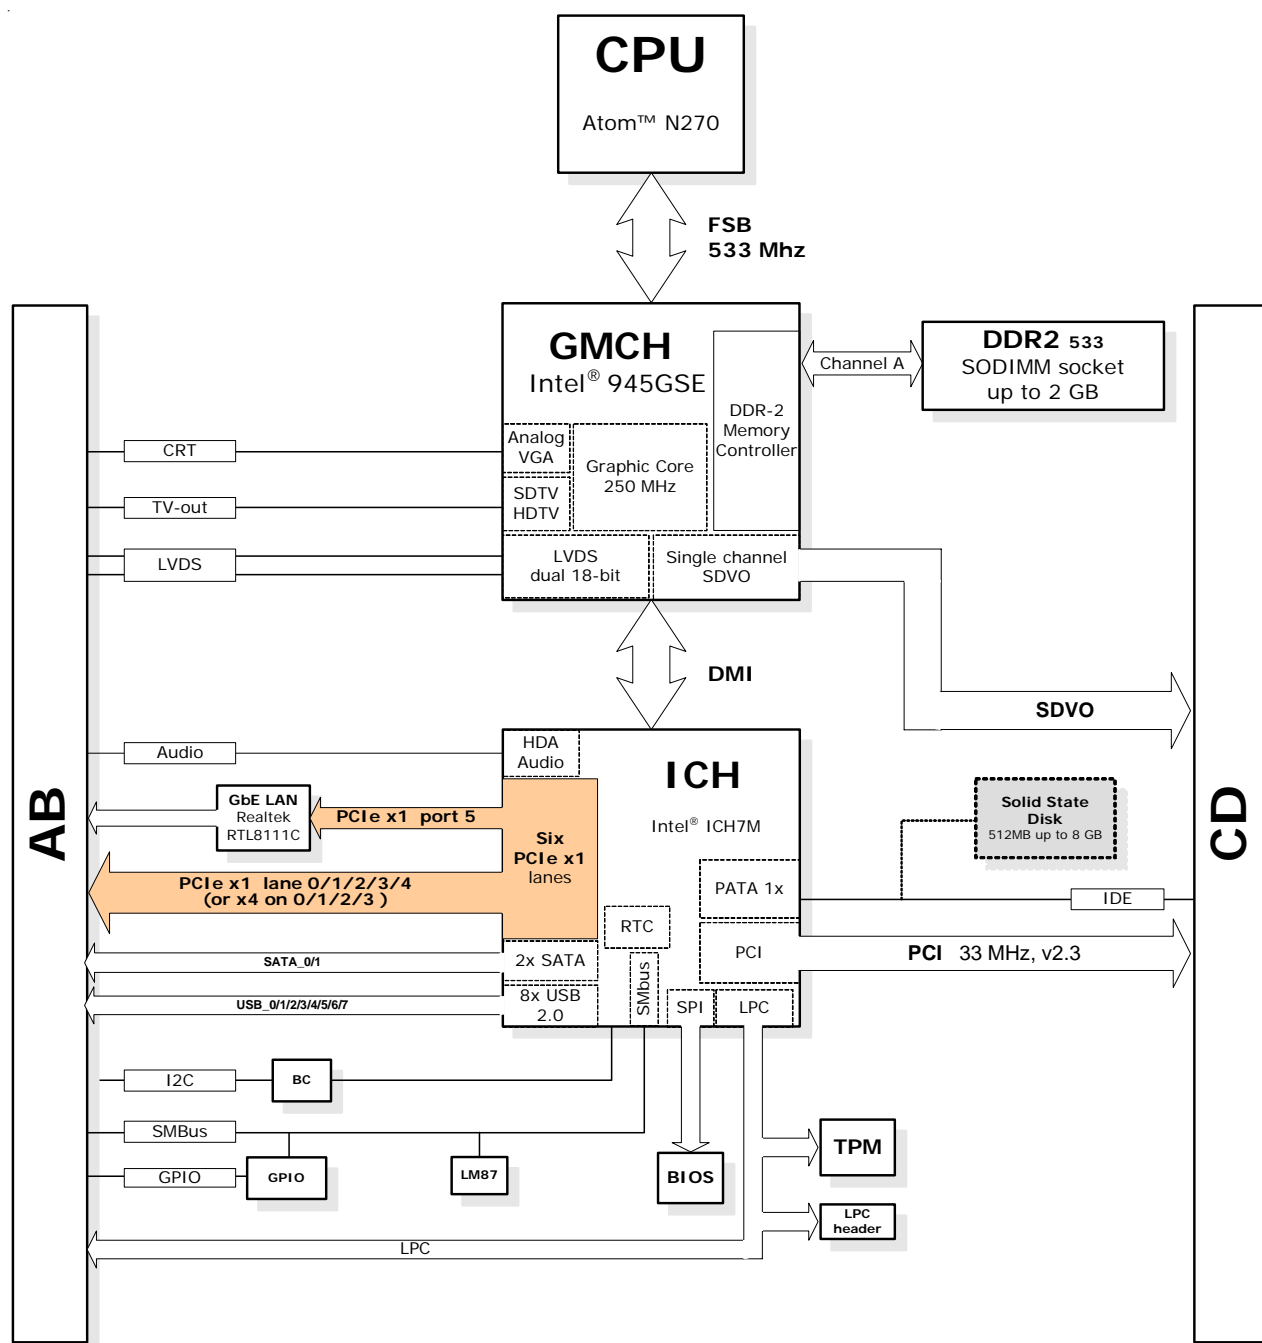 CPU
Atom™ N270
FSB
533 Mhz
GMCH
Intel® 945GSE
DDR-2
Memory
Controller
Channel A
DDR2 533
SODIMM socket
up to 2 GB
Analog
VGA
Graphic Core
250 MHz
SDTV
HDTV
LVDS
dual 18-bit
Single channel
SDVO
CRT
TV-out
LVDS
DMI
SDVO
AB
CD
Audio
HDA
Audio
ICH
Intel® ICH7M
GbE LAN
Realtek
RTL8111C
PCIe x1 port 5
Six
PCIe x1
lanes
PCIe x1 lane 0/1/2/3/4
(or x4 on 0/1/2/3 )
Solid State
Disk
512MB up to 8 GB
PATA 1x
IDE
RTC
PCI
PCI 33 MHz, v2.3
SATA_0/1
2x SATA
USB_0/1/2/3/4/5/6/7
8x USB
2.0
SMbus
SPI
LPC
I2C
BC
SMBus
GPIO
GPIO
LM87
BIOS
TPM
LPC
header
LPC